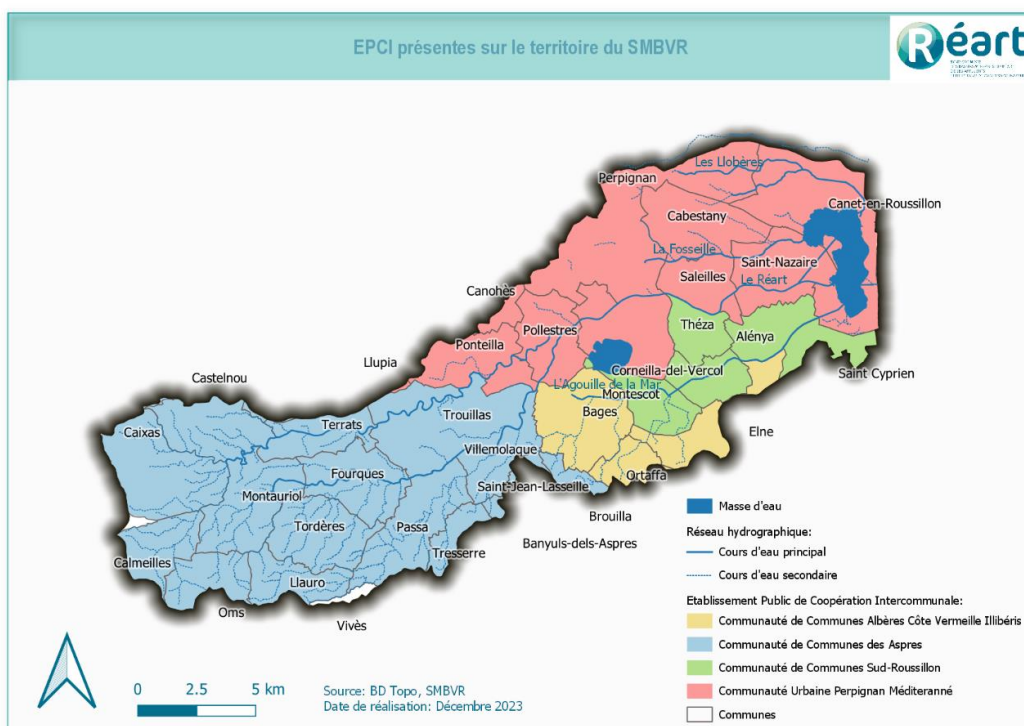 EPCI présentes sur le territoire du SMBVR
Réart
Les Llobères
Perpignan
Canet-en-Roussillon
Cabestany
La Fosseille
Saint-Nazaire
Saleilles
Le Réart
Canohès
Théza
Pollestres
Alénya
Ponteilla
Llupia
Corneilla-del-Vercol
Saint Cyprien
Castelnou
L'Agouille de la Mar
Montescot
Trouillas
Bages
Terrats
Elne
Caixas
Villemolaque
Fourques
Ortaffa
Saint-Jean-Lasseille
Montauriol
Brouilla
Tordères
Passa
Banyuls-dels-Aspres
Tresserre
Calmeilles
Llauro
Oms
Vivès
Masse d'eau
Réseau hydrographique:
Cours d'eau principal
Cours d'eau secondaire
Etablissement Public de Coopération Intercommunale:
Communauté de Communes Albères Côte Vermeille Illibéris
Communauté de Communes des Aspres
Communauté de Communes Sud-Roussillon
Communauté Urbaine Perpignan Méditeranné
Communes
0 2.5 5 km
Source: BD Topo, SMBVR
Date de réalisation: Décembre 2023